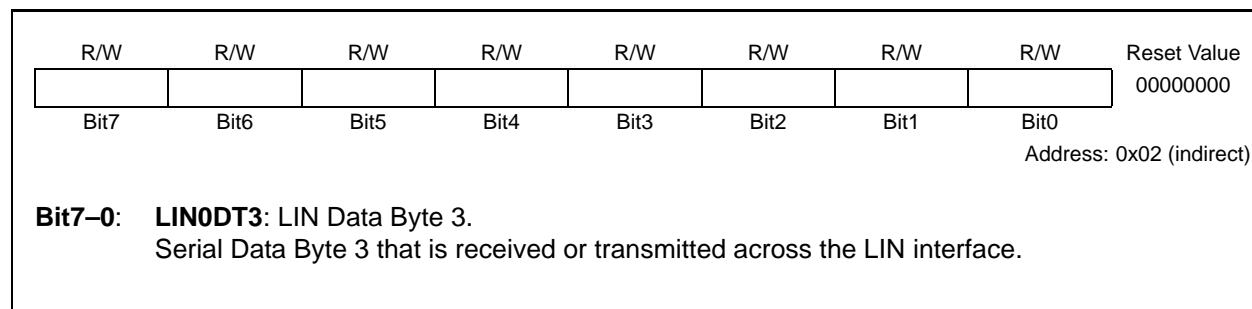 R/W R/W R/W R/W R/W R/W R/W R/W Reset Value
00000000
Bit7 Bit6 Bit5 Bit4 Bit3 Bit2 Bit1 Bit0
Address: 0x02 (indirect)
Bit7–0: LIN0DT3: LIN Data Byte 3.
Serial Data Byte 3 that is received or transmitted across the LIN interface.